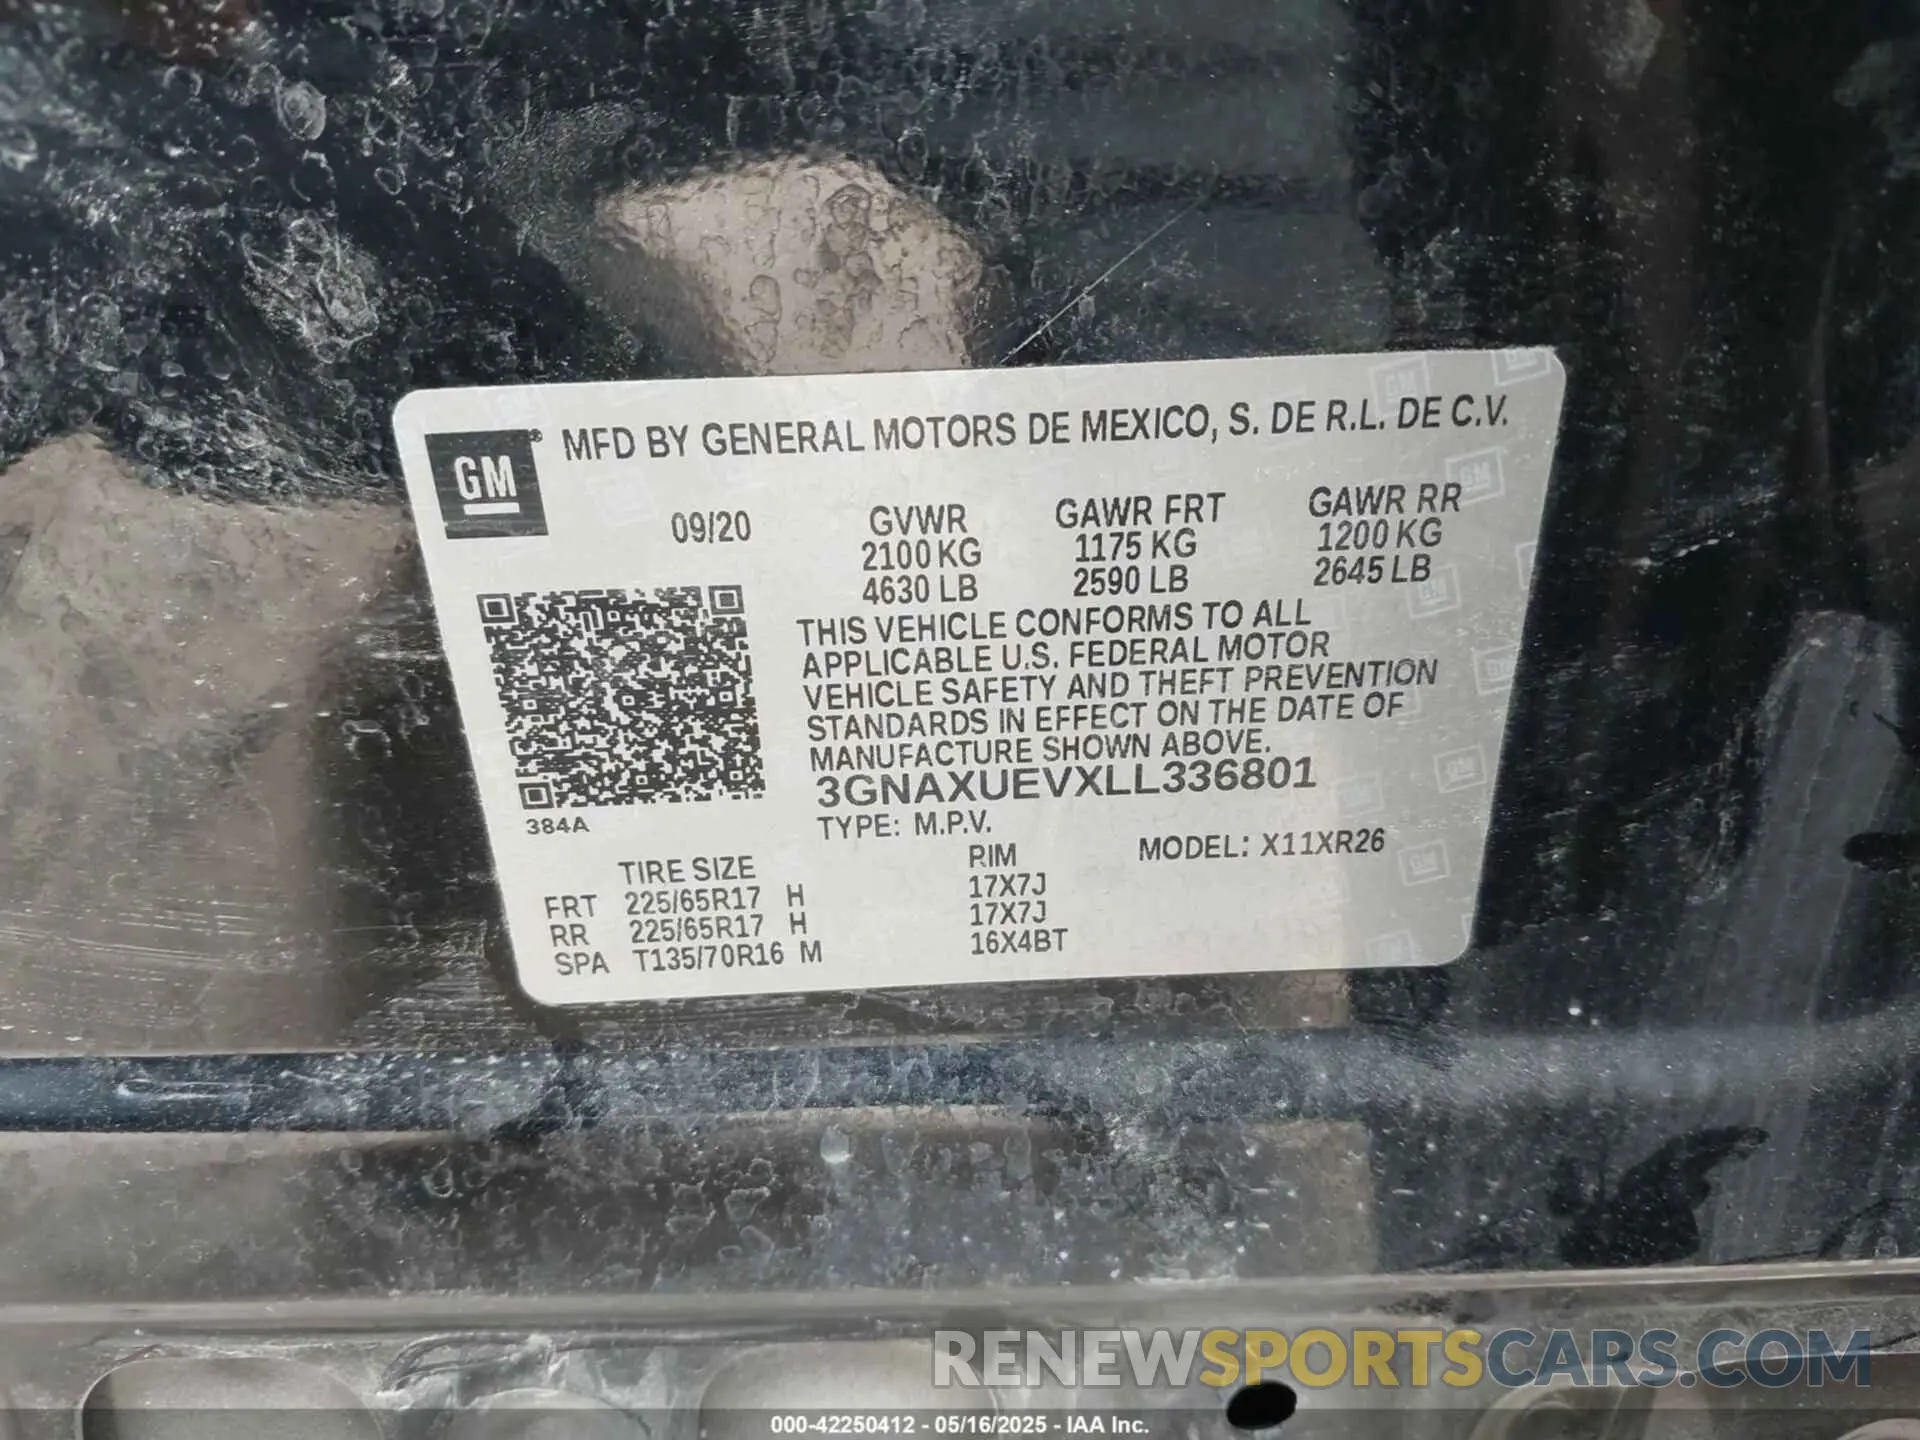 GM® MFD BY GENERAL MOTORS DE MEXICO, S. DE R.L. DE C.V.
09/20 GVWR GAWR FRT GAWR RR
2100 KG 1175 KG 1200 KG
4630 LB 2590 LB 2645 LB
THIS VEHICLE CONFORMS TO ALL
APPLICABLE U.S. FEDERAL MOTOR
VEHICLE SAFETY AND THEFT PREVENTION
STANDARDS IN EFFECT ON THE DATE OF
MANUFACTURE SHOWN ABOVE.
3GNAXUEVXLL336801
384A TYPE: M.P.V. MODEL: X11XR26
TIRE SIZE RIM
FRT 225/65R17 H 17X7J
RR 225/65R17 H 17X7J
SPA T135/70R16 M 16X4BT
RENEWSPORTSCARS.COM
000-42250412 - 05/16/2025 - IAA Inc.